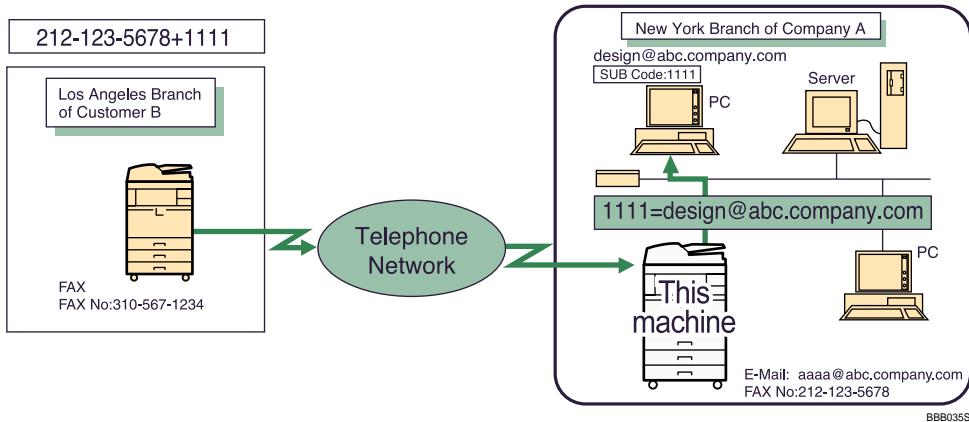 212-123-5678+1111
Los Angeles Branch
of Customer B
FAX
FAX No:310-567-1234
Telephone
Network
New York Branch of Company A
design@abc.company.com
SUB Code:1111
PC
Server
1111=design@abc.company.com
PC
This
machine
E-Mail: aaaa@abc.company.com
FAX No:212-123-5678
BBB035S